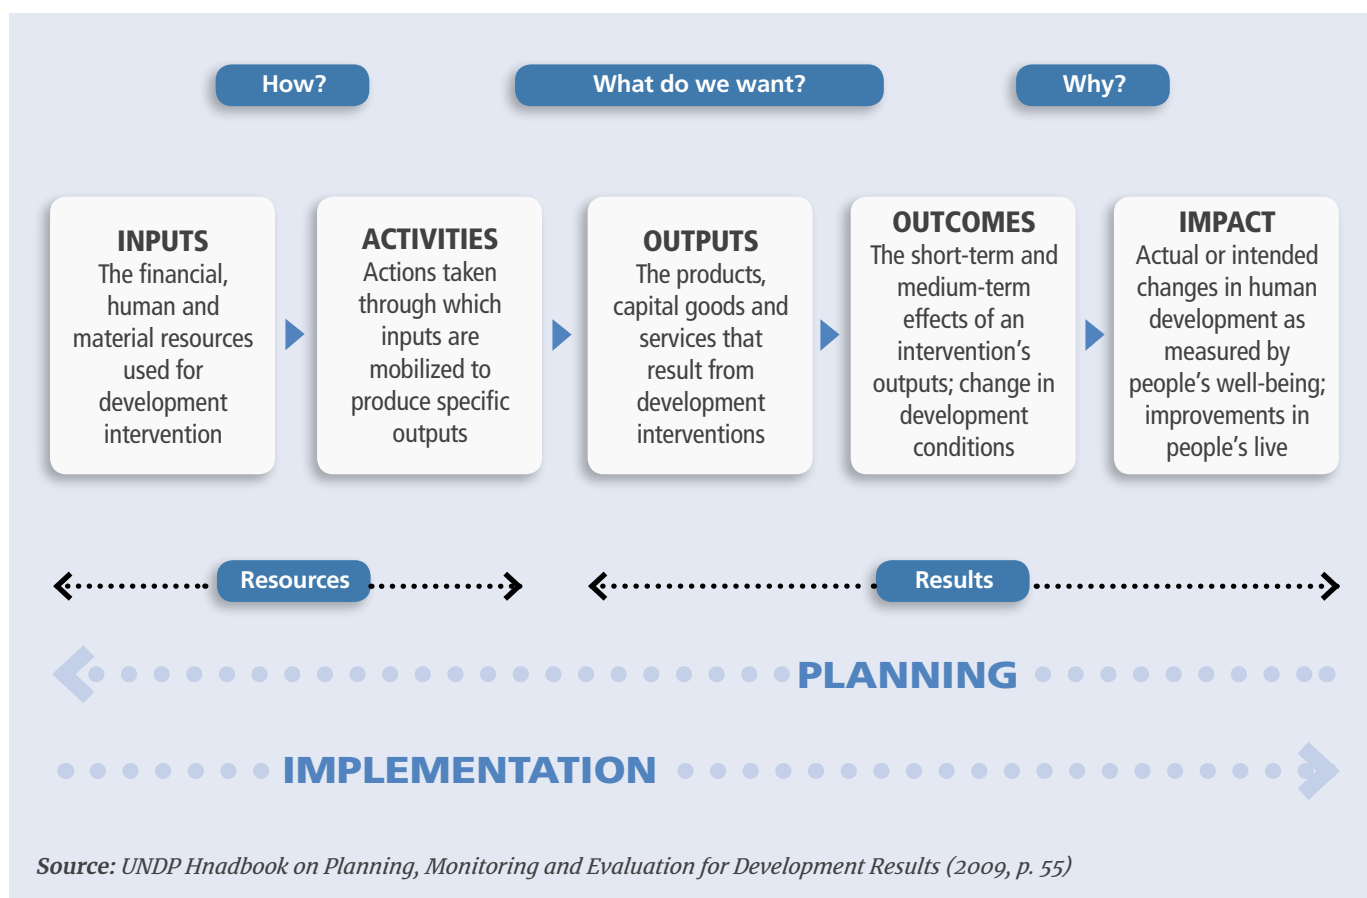 How?
What do we want?
Why?
INPUTS
The financial,
human and
material resources
used for
development
intervention
ACTIVITIES
Actions taken
through which
inputs are
mobilized to
produce specific
outputs
OUTPUTS
The products,
capital goods and
services that
result from
development
interventions
OUTCOMES
The short-term and
medium-term
effects of an
intervention’s
outputs; change in
development
conditions
IMPACT
Actual or intended
changes in human
development as
measured by
people’s well-being;
improvements in
people’s live
Resources
Results
PLANNING
IMPLEMENTATION
Source: UNDP Hnadbook on Planning, Monitoring and Evaluation for Development Results (2009, p. 55)